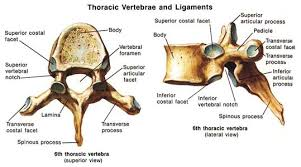 Thoracic Vertebrae and Ligaments
Superior costal
facet
Body
Vertebral
foramen
Superior
vertebral
notch
Superior
articular
facet
Lamina
Transverse
costal facet
Transverse
process
Spinous process
6th thoracic vertebra
(superior view)
Superior articular
process
Superior costal
facet
Pedicle
Transverse
costal
facet
Body
Inferior
articular
process
Inferior costal
facet
Inferior vertebral
notch
Spinous process
6th thoracic vertebra
(lateral view)